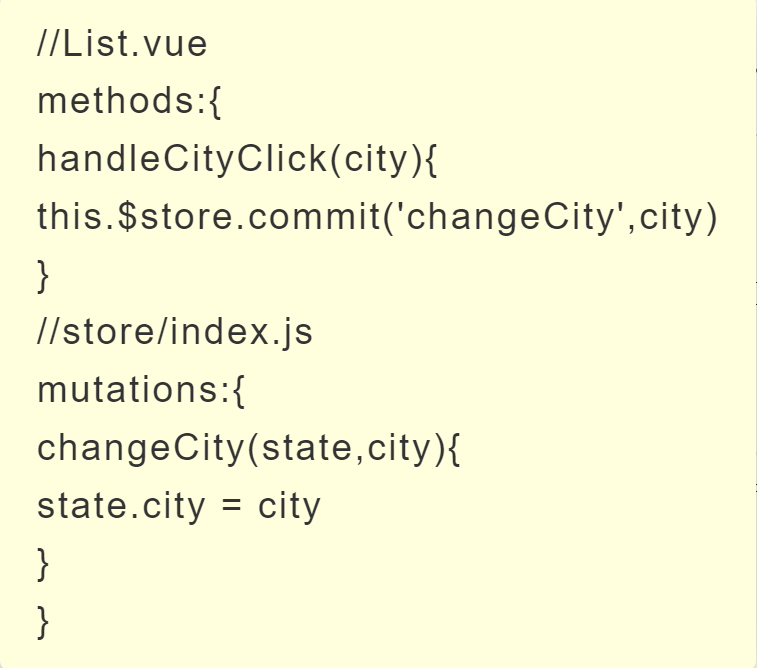 //List.vue
methods:{
handleCityClick(city){
this.$store.commit('changeCity',city)
}
//store/index.js
mutations:{
changeCity(state,city){
state.city = city
}
}